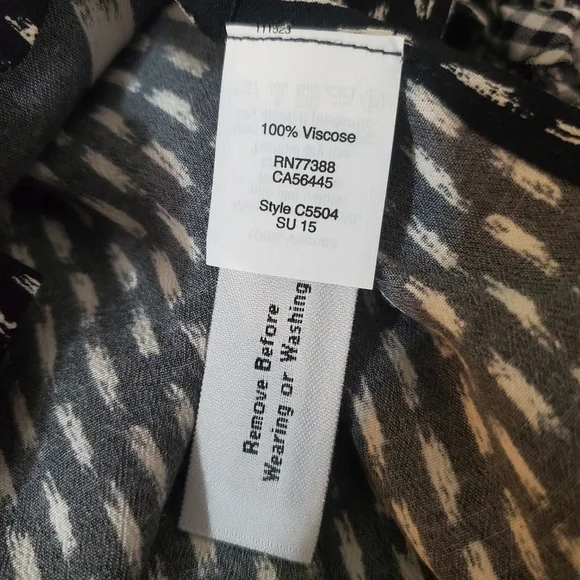 100% Viscose
RN77388
CA56445
Style C5504
SU 15
Remove Before
Wearing or Washing